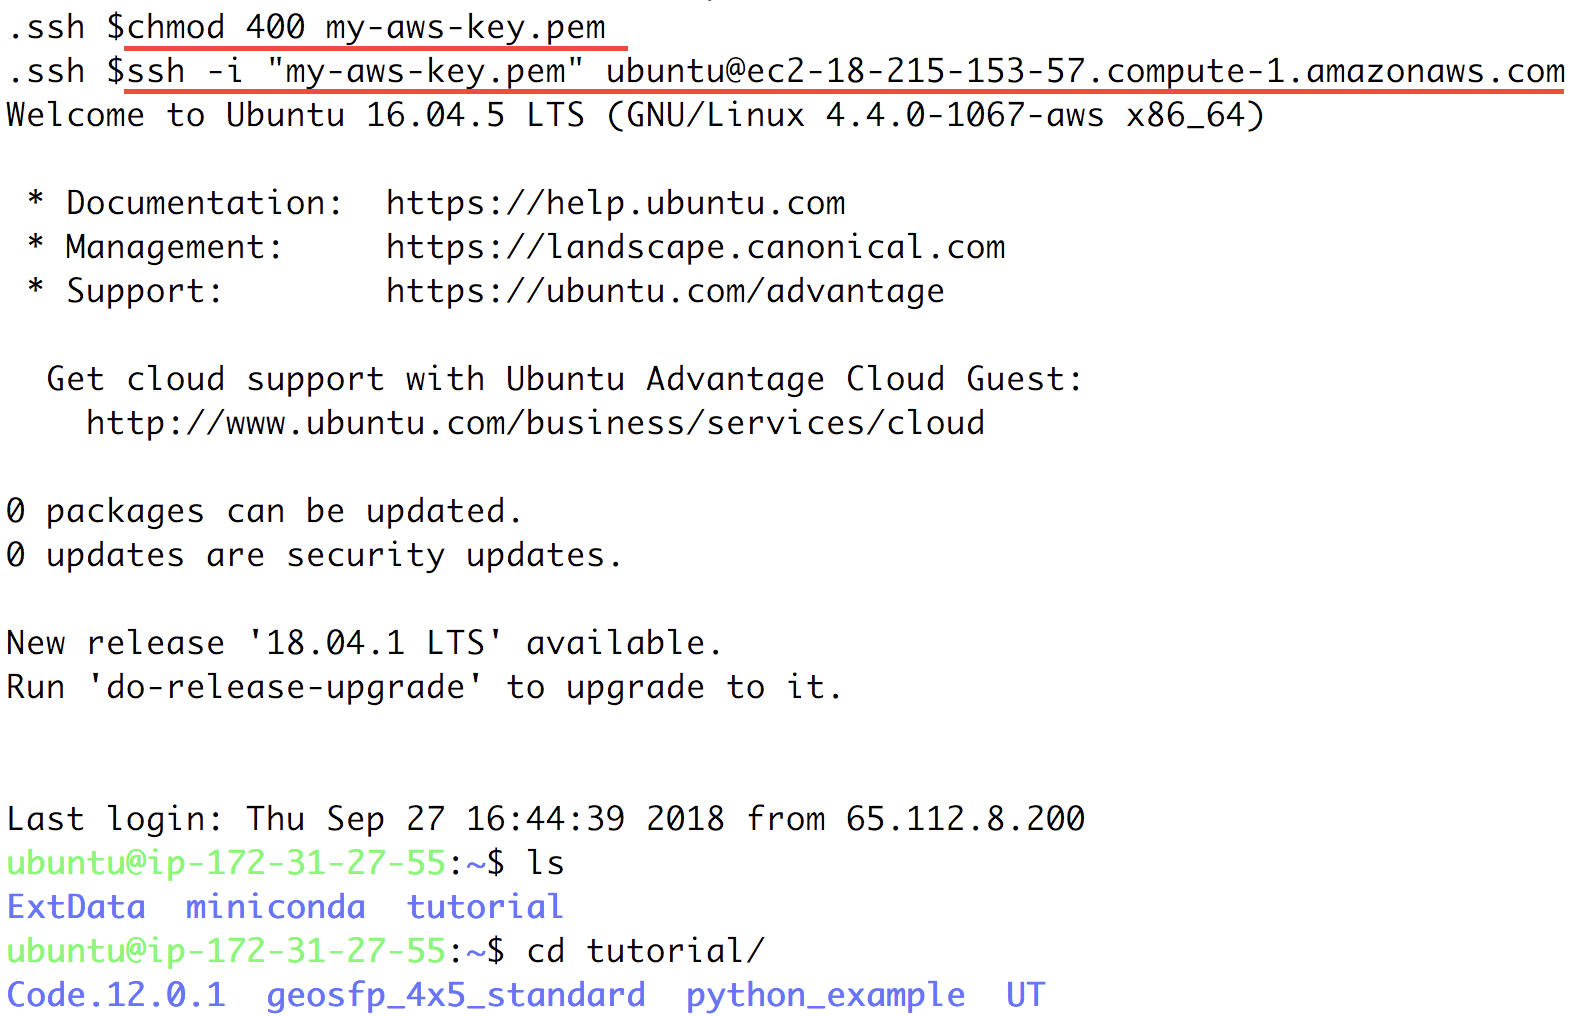 .ssh $chmod 400 my-aws-key.pem
.ssh $ssh -i "my-aws-key.pem" ubuntu@ec2-18-215-153-57.compute-1.amazonaws.com
Welcome to Ubuntu 16.04.5 LTS (GNU/Linux 4.4.0-1067-aws x86_64)

 * Documentation:  https://help.ubuntu.com
 * Management:     https://landscape.canonical.com
 * Support:        https://ubuntu.com/advantage

  Get cloud support with Ubuntu Advantage Cloud Guest:
    http://www.ubuntu.com/business/services/cloud

0 packages can be updated.
0 updates are security updates.

New release '18.04.1 LTS' available.
Run 'do-release-upgrade' to upgrade to it.


Last login: Thu Sep 27 16:44:39 2018 from 65.112.8.200
ubuntu@ip-172-31-27-55:~$ ls
ExtData  miniconda  tutorial
ubuntu@ip-172-31-27-55:~$ cd tutorial/
Code.12.0.1  geosfp_4x5_standard  python_example  UT